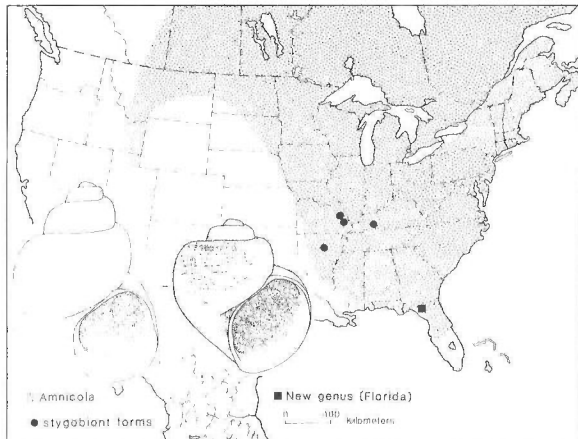 Amnicola
stygobiont forms
New genus (Florida)
0 400
kilometers